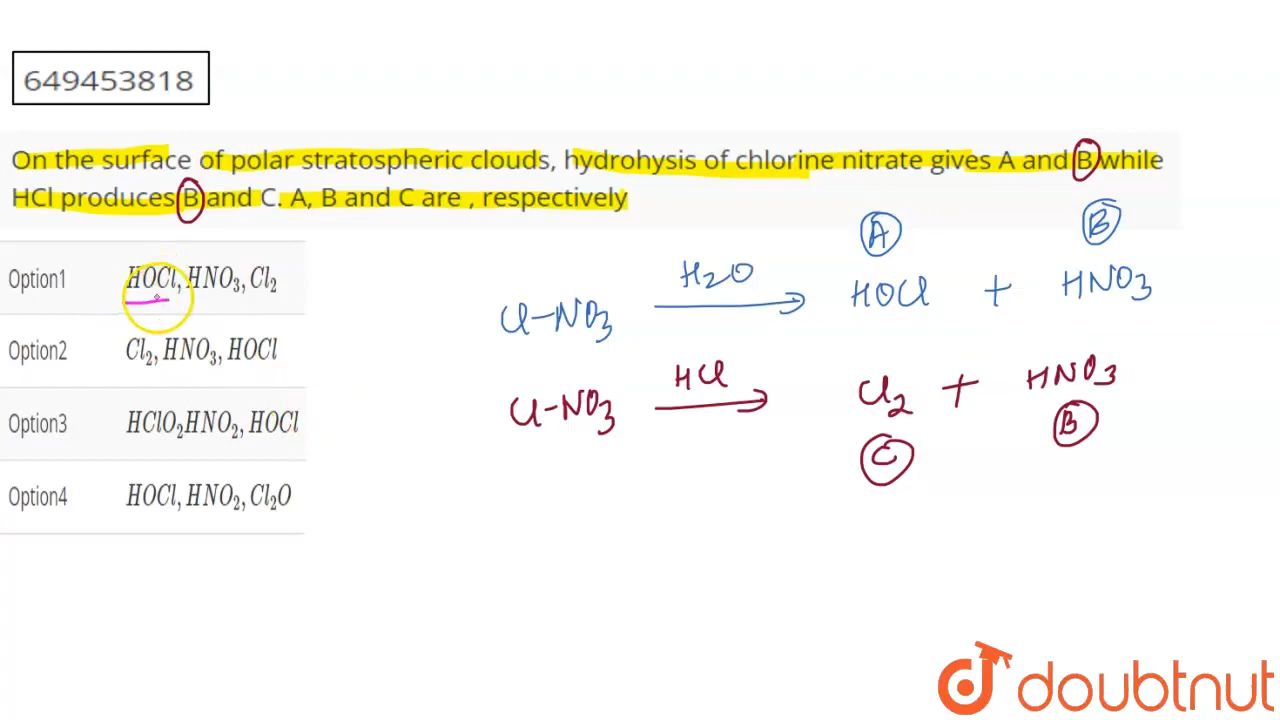 649453818
On the surface of polar stratospheric clouds, hydrohysis of chlorine nitrate gives A and B while
HCl produces B and C. A, B and C are , respectively
Option1 HOCl, HNO₃, Cl₂
Option2 Cl₂, HNO₃, HOCl
Option3 HClO₂HNO₂, HOCl
Option4 HOCl, HNO₂, Cl₂O
A B
Cl-NO₃ H₂O → HOCl + HNO₃
Cl-NO₃ HCl → Cl₂ + HNO₃
C B
doubtnut